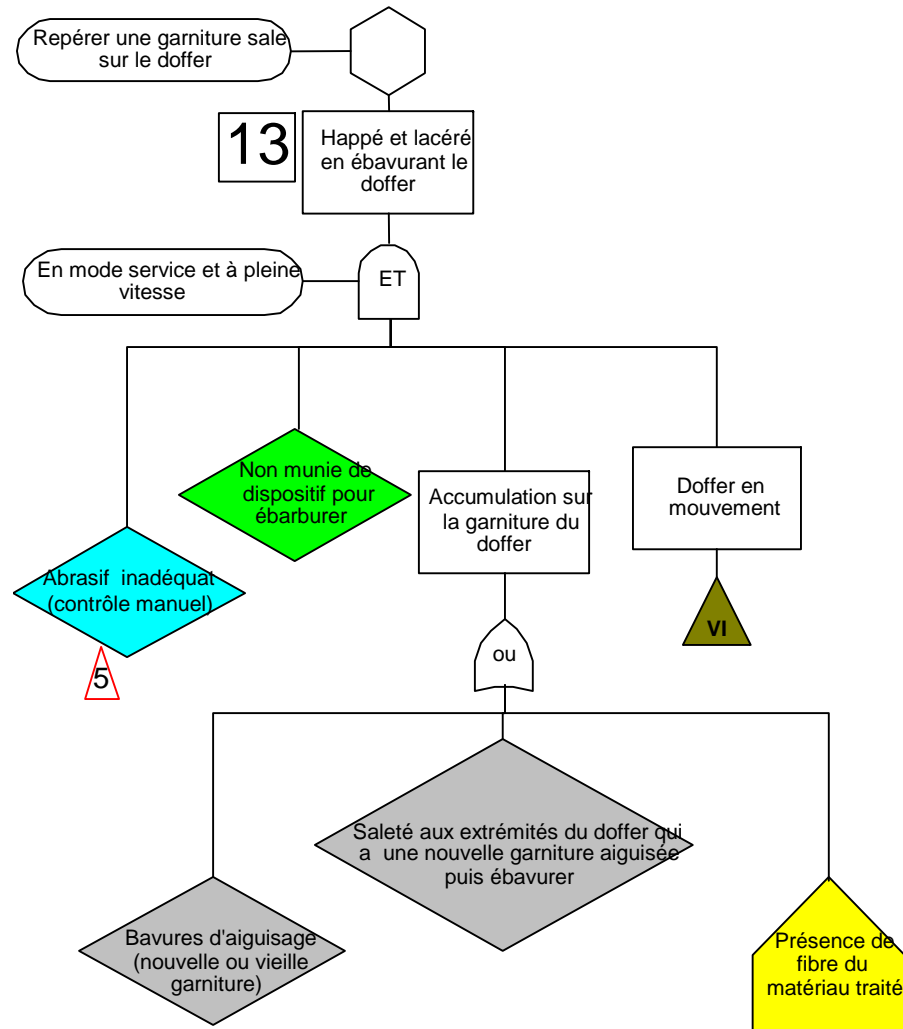 Repérer une garniture sale
sur le doffer
13
Happé et lacéré
en ébavurant le
doffer
En mode service et à pleine
vitesse
ET
Non munie de
dispositif pour
ébarburer
Accumulation sur
la garniture du
doffer
Doffer en
mouvement
Abrasif inadéquat
(contrôle manuel)
VI
5
ou
Saleté aux extrémités du doffer qui
a une nouvelle garniture aiguisée
puis ébavurer
Bavures d'aiguisage
(nouvelle ou vieille
garniture)
Présence de
fibre du
matériau traité